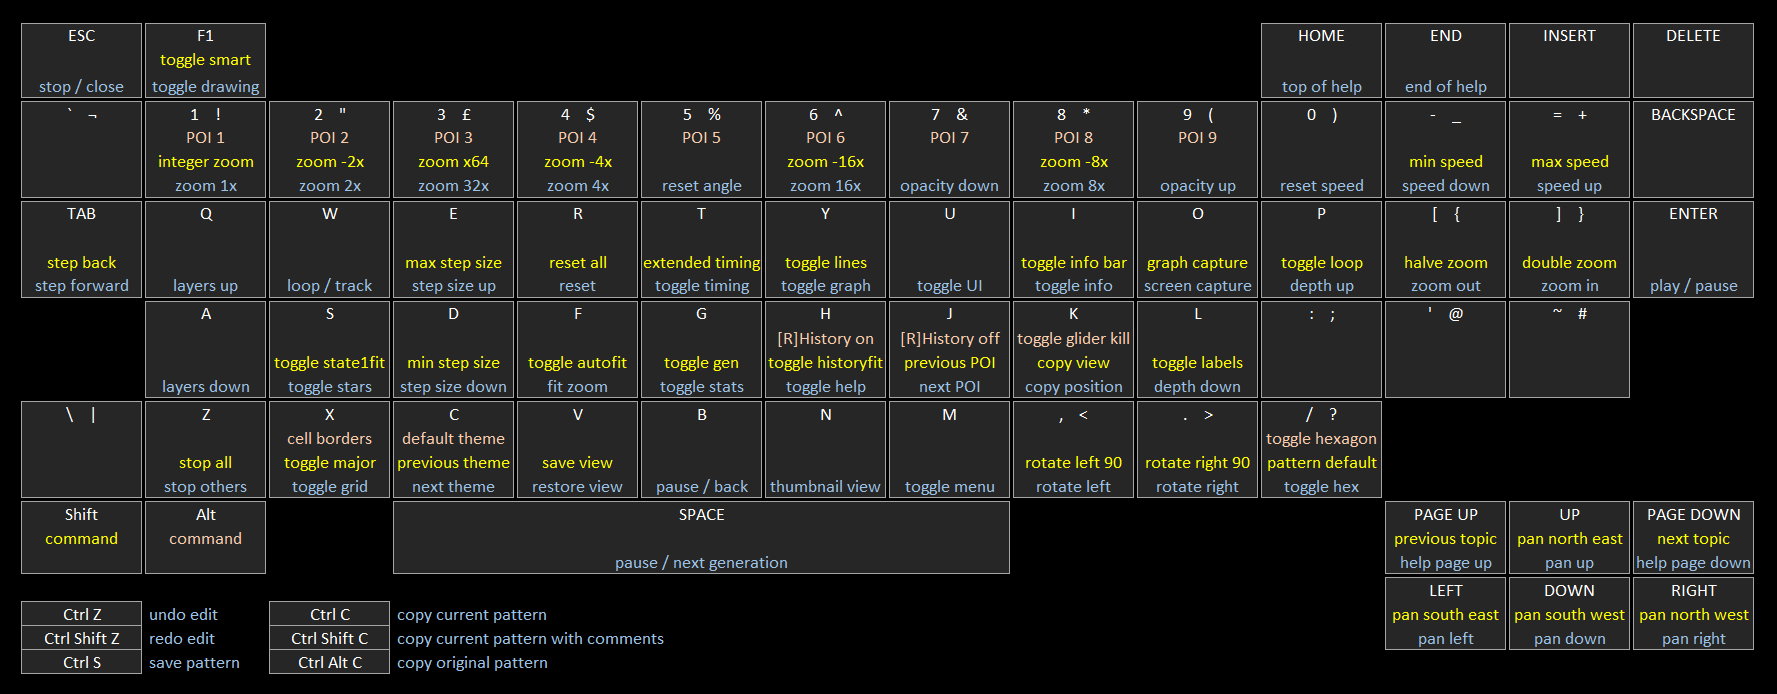 ESC
stop / close
F1
toggle smart
toggle drawing
HOME
top of help
END
end of help
INSERT
DELETE
` ¬
1 !
POI 1
integer zoom
zoom 1x
2 "
POI 2
zoom -2x
zoom 2x
3 £
POI 3
zoom x64
zoom 32x
4 $
POI 4
zoom -4x
zoom 4x
5 %
POI 5
reset angle
6 ^
POI 6
zoom -16x
zoom 16x
7 &
POI 7
opacity down
8 *
POI 8
zoom -8x
zoom 8x
9 (
POI 9
opacity up
0 )
reset speed
- _
min speed
speed down
= +
max speed
speed up
BACKSPACE
TAB
step back
step forward
Q
layers up
W
loop / track
E
max step size
step size up
R
reset all
reset
T
extended timing
toggle timing
Y
toggle lines
toggle graph
U
toggle UI
I
toggle info bar
toggle info
O
graph capture
screen capture
P
toggle loop
depth up
[ {
halve zoom
zoom out
] }
double zoom
zoom in
ENTER
play / pause
A
layers down
S
toggle state1fit
toggle stars
D
min step size
step size down
F
toggle autofit
fit zoom
G
toggle gen
toggle stats
H
[R]History on
toggle historyfit
toggle help
J
[R]History off
previous POI
next POI
K
toggle glider kill
copy view
copy position
L
toggle labels
depth down
: ;
' @
~ #
\ |
Z
stop all
stop others
X
cell borders
toggle major
toggle grid
C
default theme
previous theme
next theme
V
save view
restore view
B
pause / back
N
thumbnail view
M
toggle menu
, <
rotate left 90
rotate left
. >
rotate right 90
rotate right
/ ?
toggle hexagon
pattern default
toggle hex
Shift
command
Alt
command
SPACE
pause / next generation
PAGE UP
previous topic
help page up
UP
pan north east
pan up
PAGE DOWN
next topic
help page down
LEFT
pan south east
pan left
DOWN
pan south west
pan down
RIGHT
pan north west
pan right
Ctrl Z undo edit
Ctrl Shift Z redo edit
Ctrl S save pattern
Ctrl C copy current pattern
Ctrl Shift C copy current pattern with comments
Ctrl Alt C copy original pattern